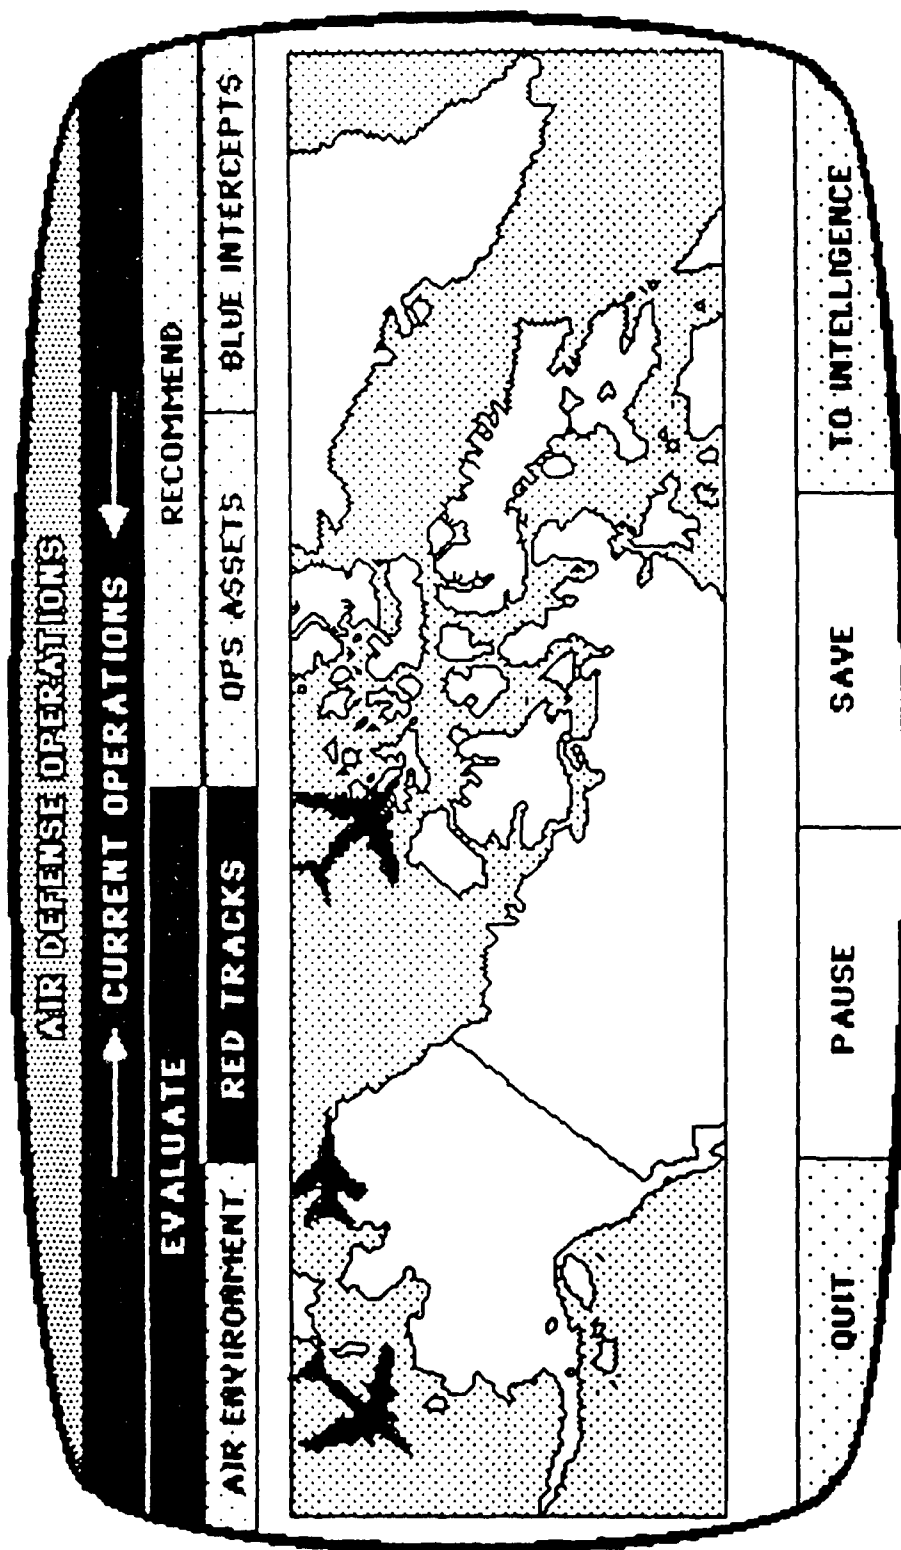 AIR DEFENSE OPERATIONS
CURRENT OPERATIONS
EVALUATE RECOMMEND
AIR ENVIRONMENT RED TRACKS OPS ASSETS BLUE INTERCEPTS
QUIT PAUSE SAVE TO INTELLIGENCE